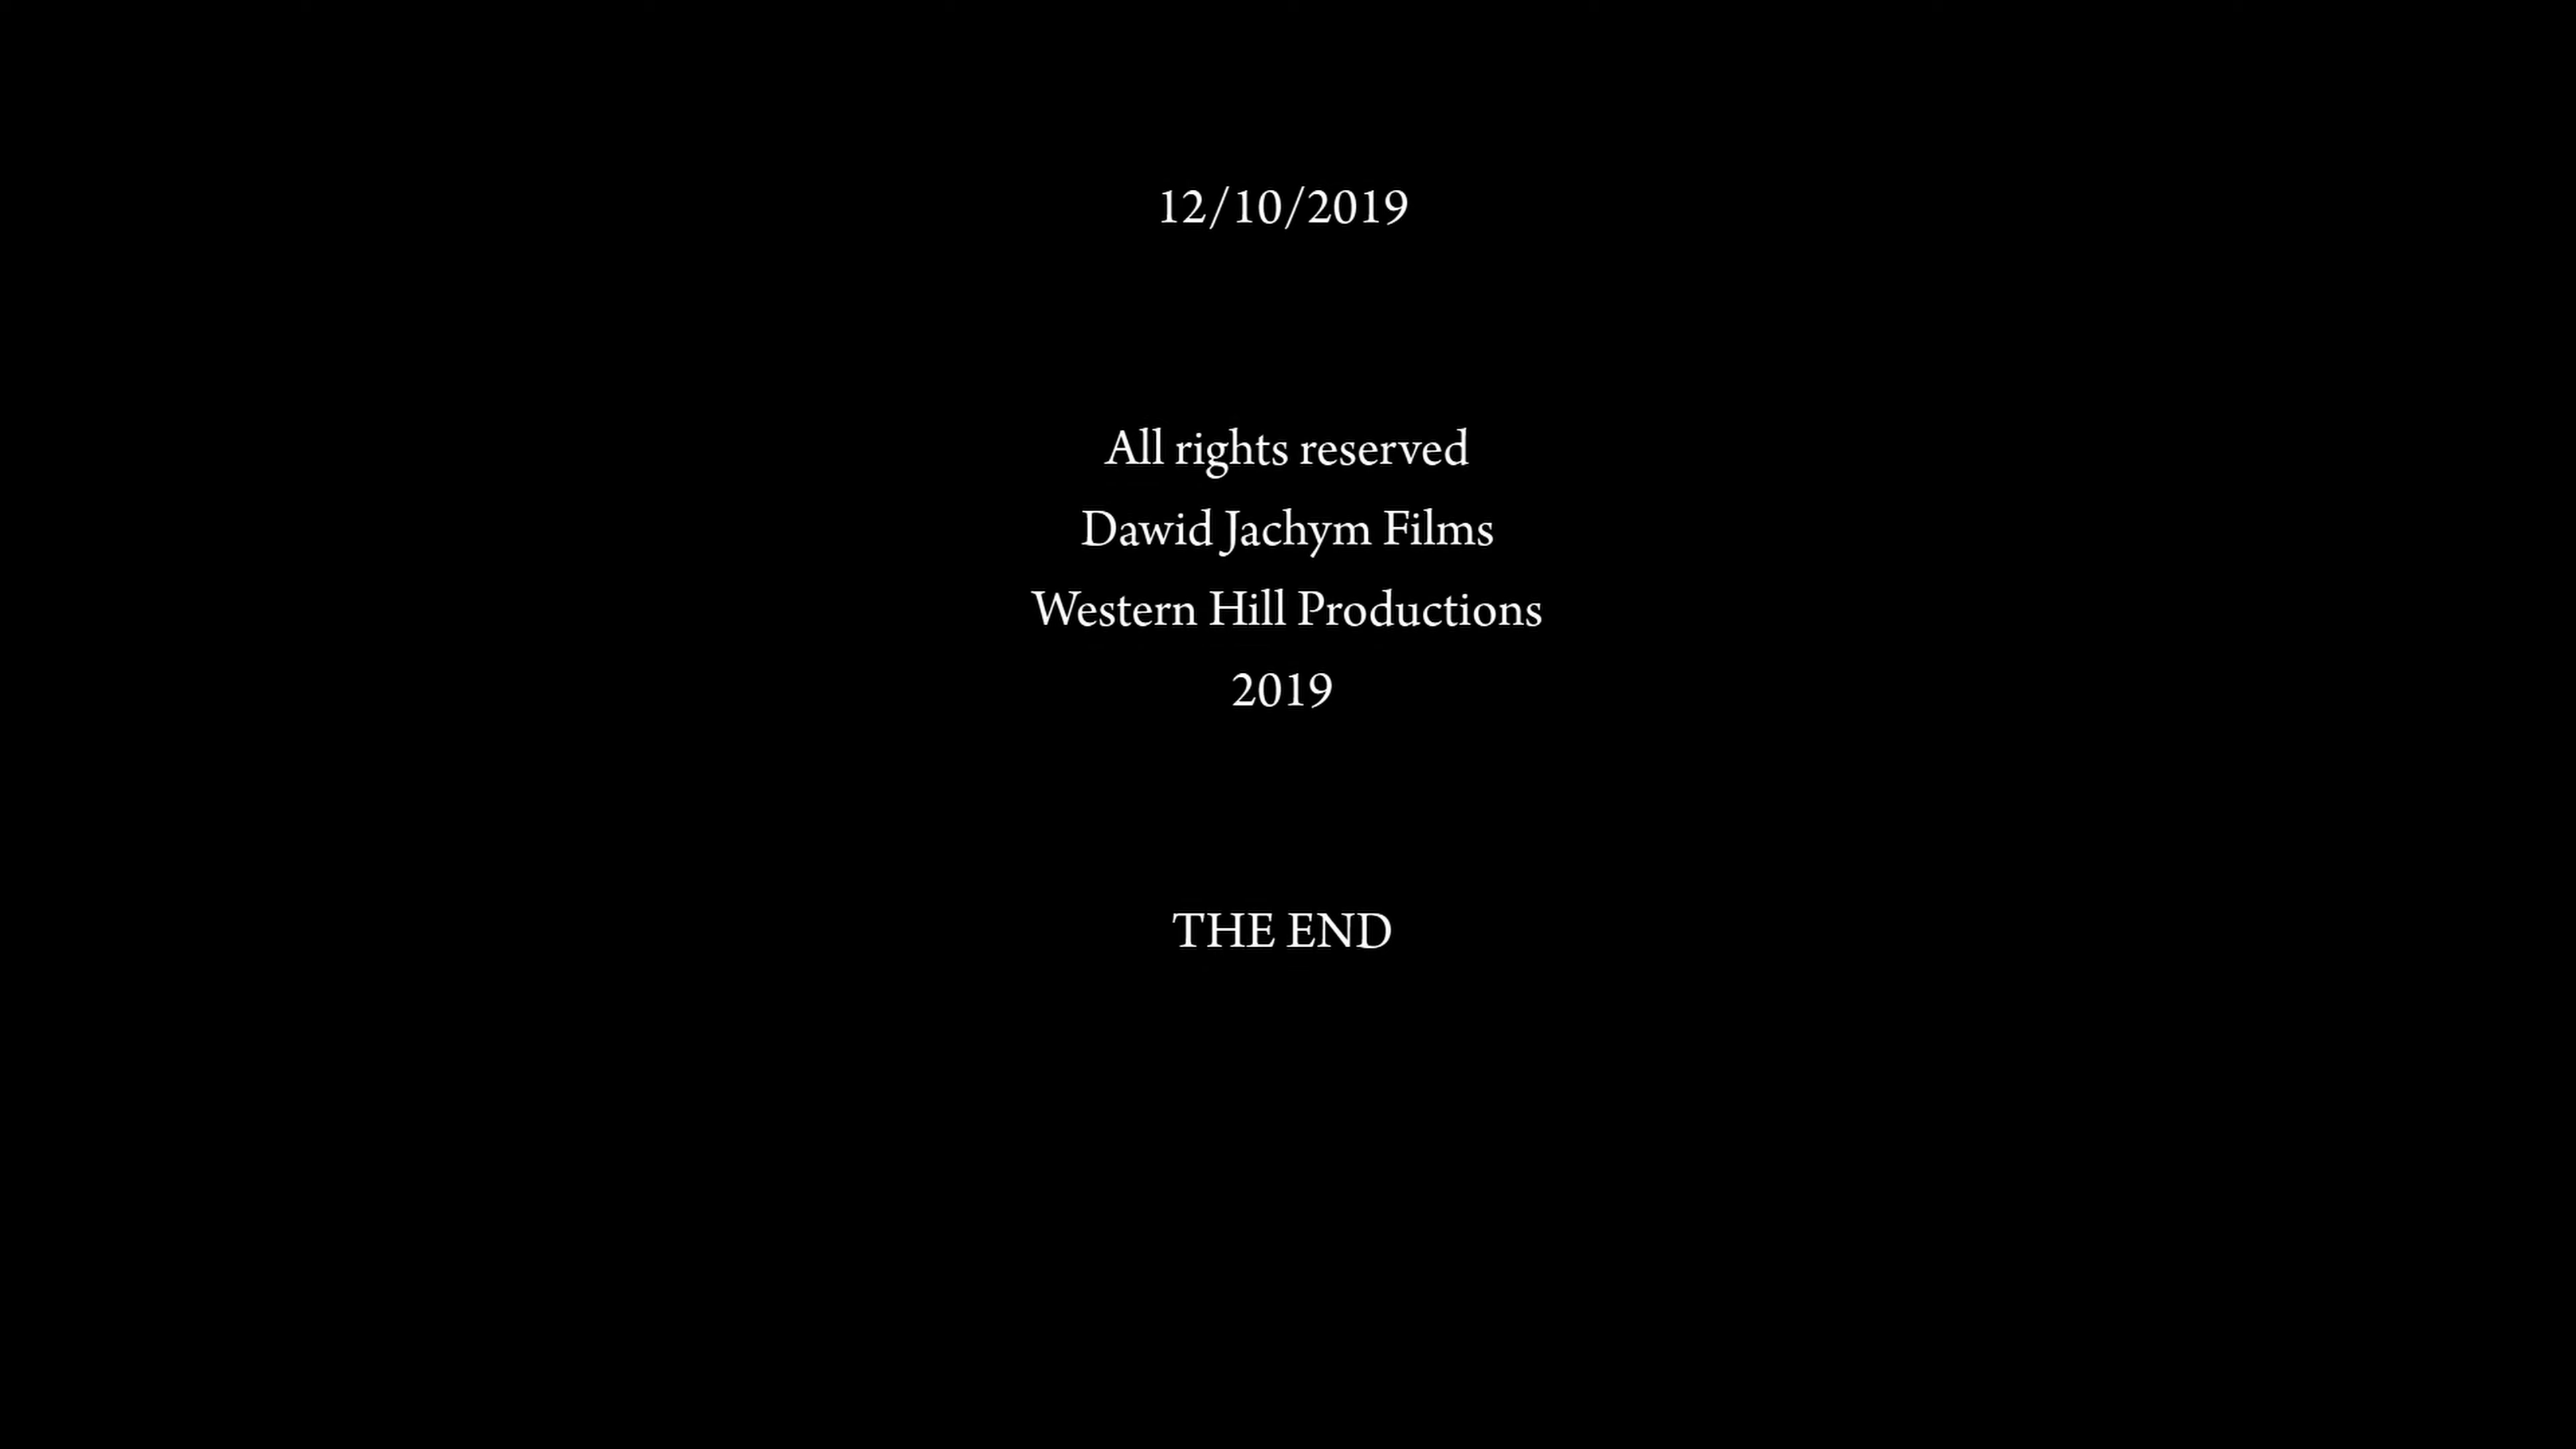 12/10/2019
All rights reserved
Dawid Jachym Films
Western Hill Productions
2019
THE END